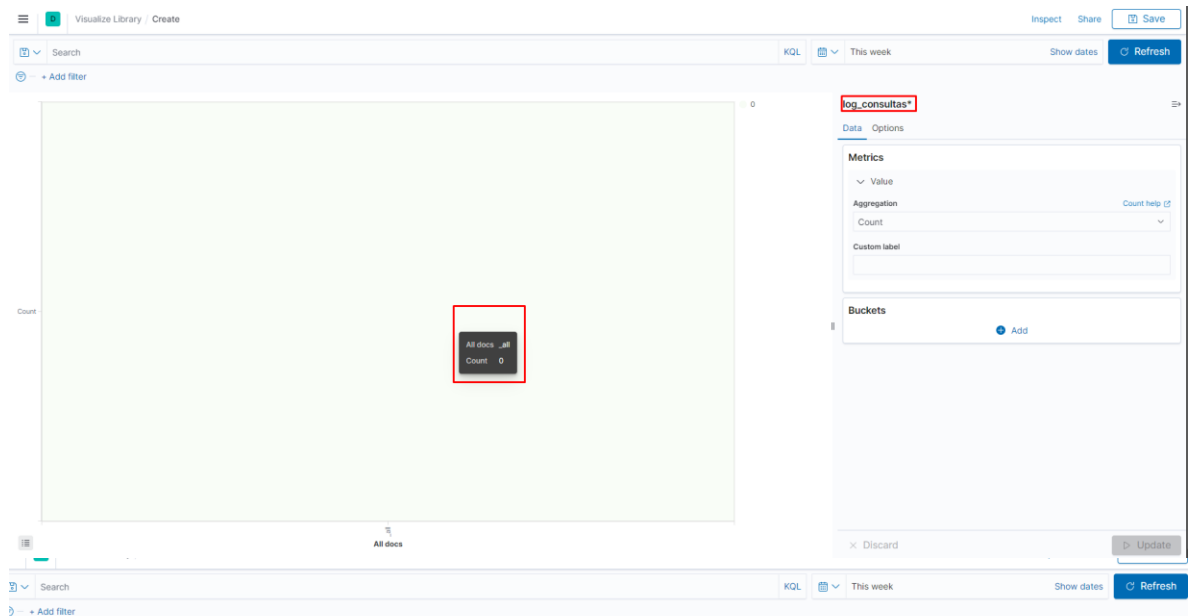 D Visualize Library / Create Inspect Share Save
Search KQL This week Show dates Refresh
+ Add filter
0
log_consultas*
Data Options
Metrics
Value
Aggregation Count help
Count
Custom label
Count
Buckets
Add
All docs _all
Count 0
All docs
Discard Update
Search KQL This week Show dates Refresh
+ Add filter